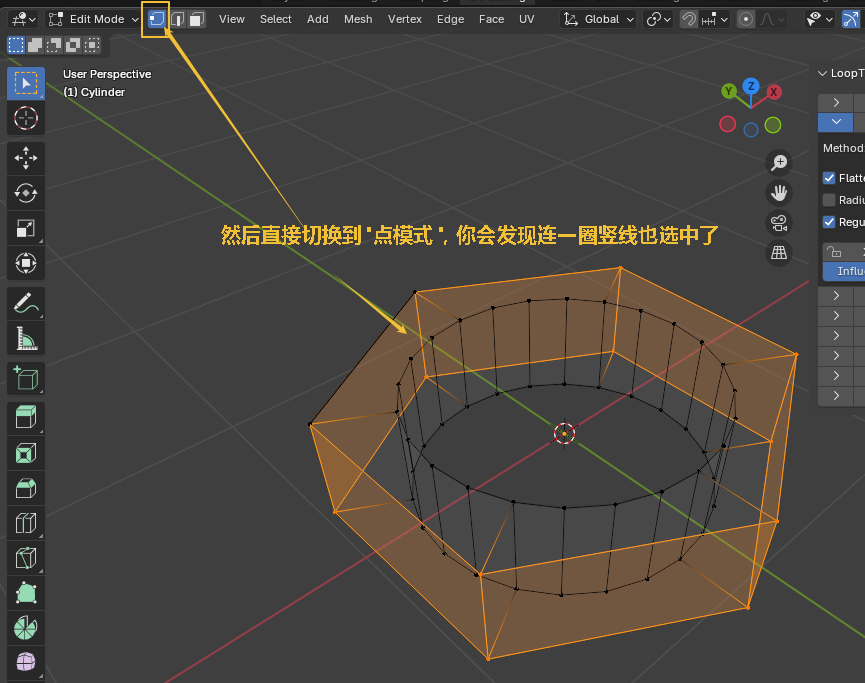 Edit Mode
View
Select
Add
Mesh
Vertex
Edge
Face
UV
Global
User Perspective
(1) Cylinder
Z
Y
X
LoopT
Method
Flatte
Radiu
Regu
Influe
然后直接切换到 "点模式 ", 你会发现连一圈竖线也选中了